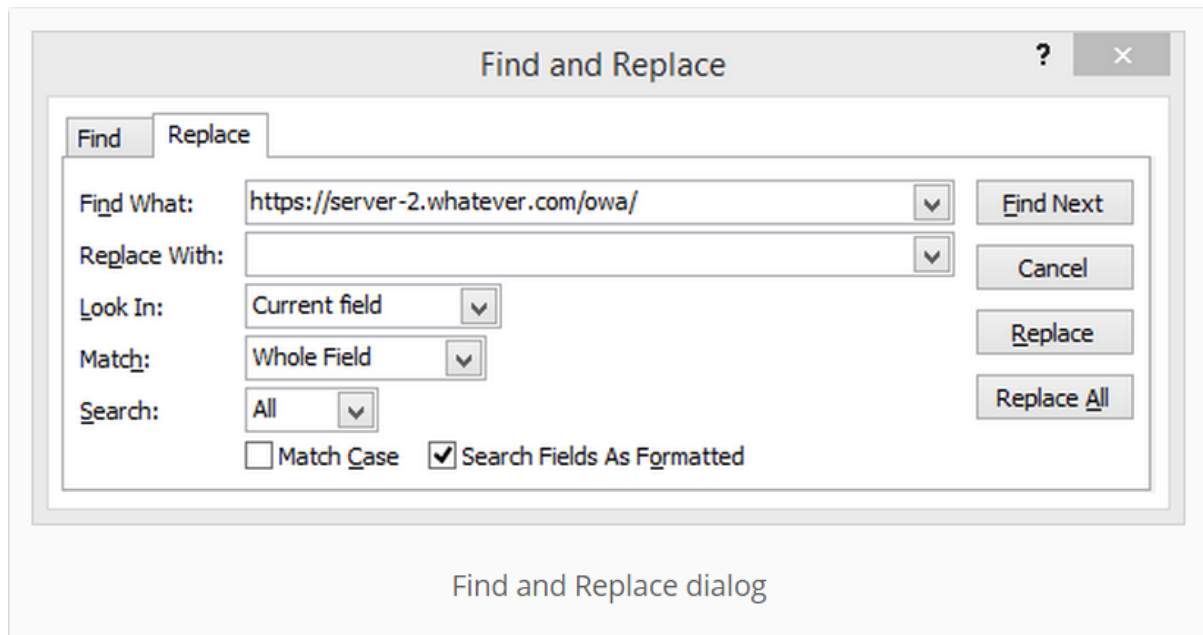 Find and Replace ?
Find Replace
Find What: https://server-2.whatever.com/owa/ Find Next
Replace With: Cancel
Look In: Current field
Replace
Match: Whole Field
Search: All Replace All
Match Case Search Fields As Formatted
Find and Replace dialog